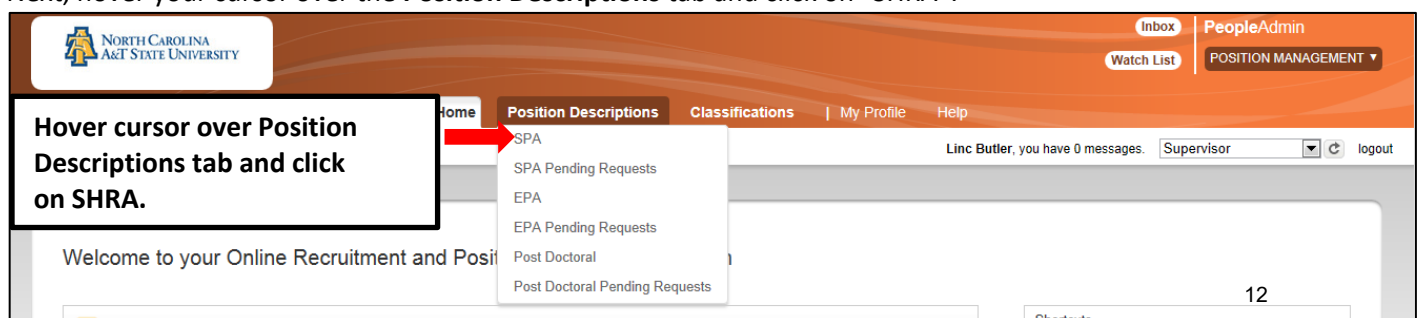 Next, hover your cursor over the Position Descriptions tab and click on "SHRA".
NORTH CAROLINA
A&T STATE UNIVERSITY
Inbox
PeopleAdmin
Watch List
POSITION MANAGEMENT
Home Position Descriptions Classifications | My Profile Help
Hover cursor over Position
Descriptions tab and click
on SHRA.
SPA
SPA Pending Requests
EPA
EPA Pending Requests
Post Doctoral
Post Doctoral Pending Requests
Linc Butler, you have 0 messages. Supervisor logout
Welcome to your Online Recruitment and Posit
12
Shortcuts